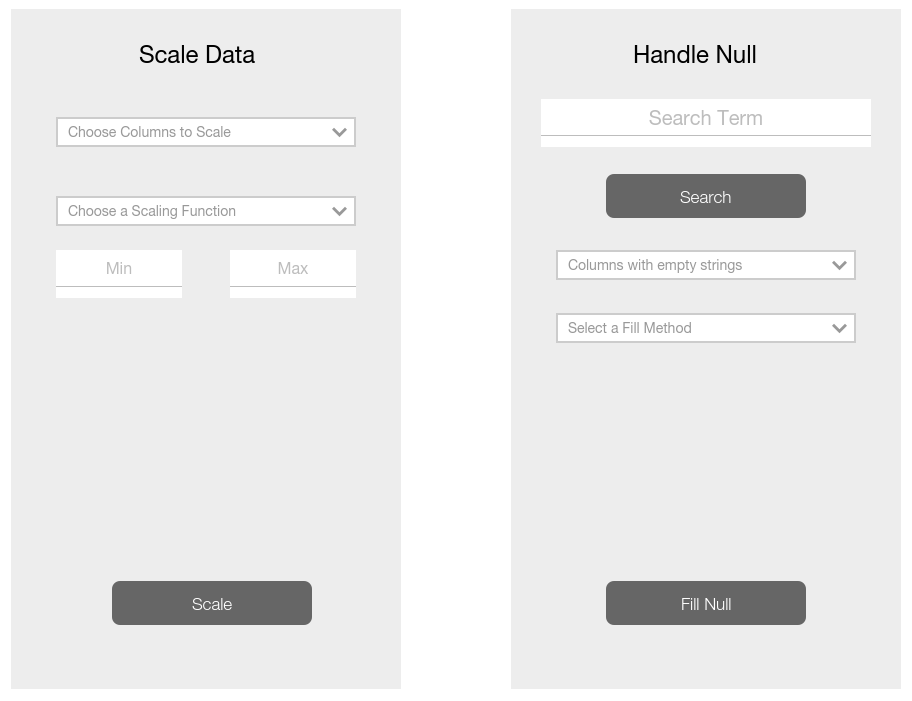 Scale Data
Choose Columns to Scale
Choose a Scaling Function
Min
Max
Scale
Handle Null
Search Term
Search
Columns with empty strings
Select a Fill Method
Fill Null